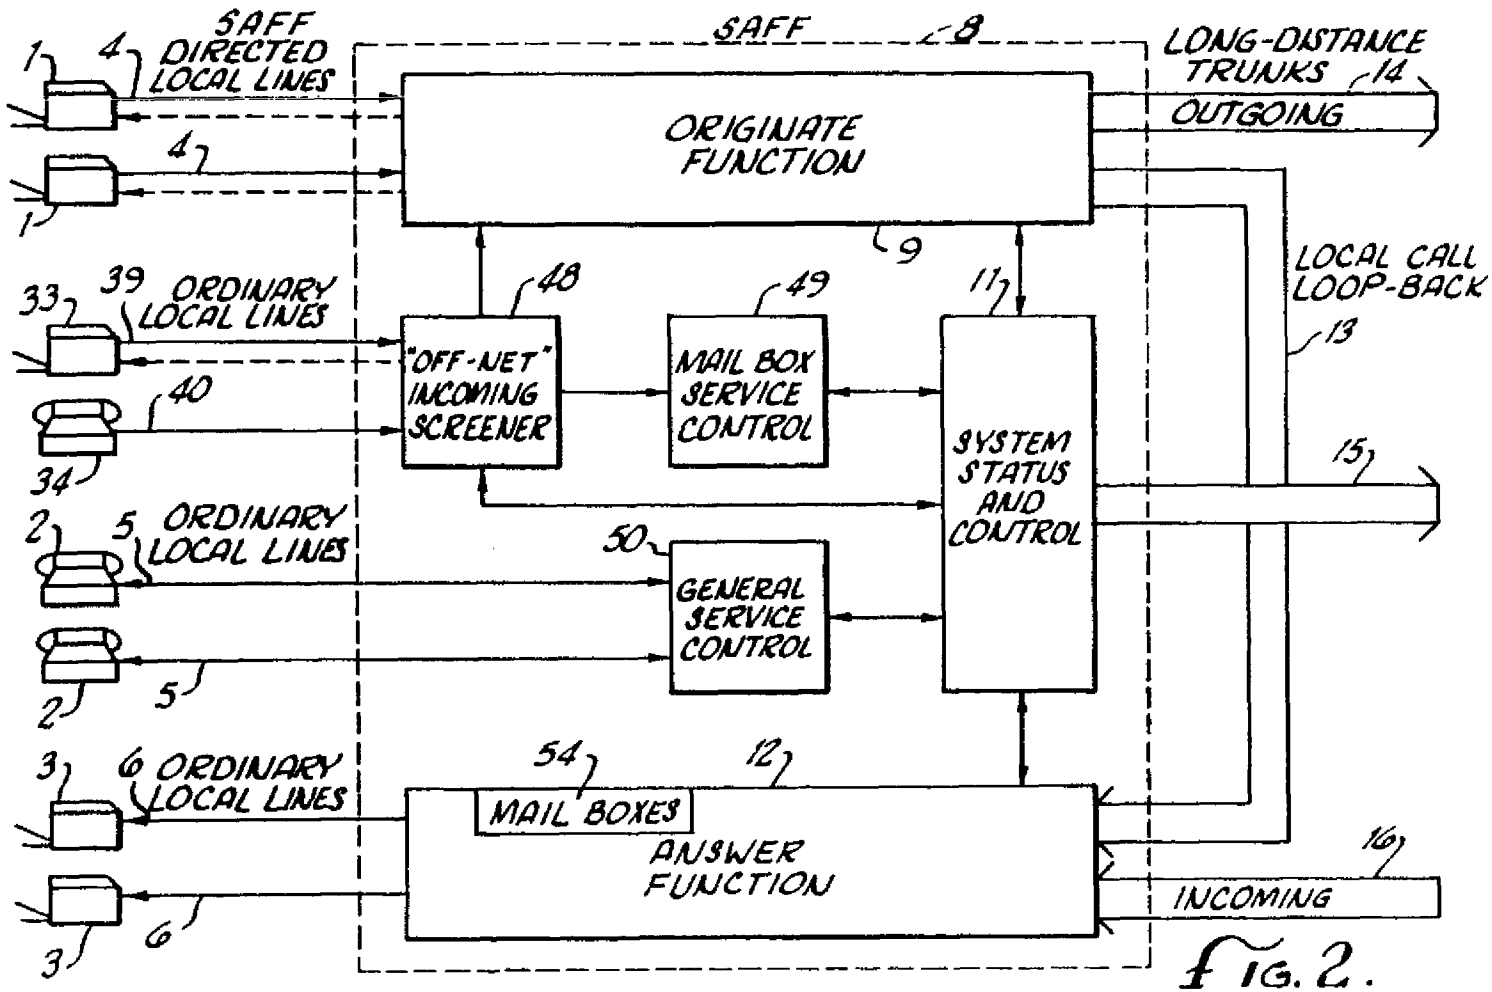 SAFF
DIRECTED
LOCAL LINES
1
4
SAFF
8
LONG-DISTANCE
TRUNKS
14
OUTGOING
ORIGINATE
FUNCTION
4
1
9
LOCAL CALL
LOOP-BACK
13
33
39
ORDINARY
LOCAL LINES
48
49
11
"OFF-NET"
INCOMING
SCREENER
MAIL BOX
SERVICE
CONTROL
40
34
SYSTEM
STATUS
AND
CONTROL
15
2
5
ORDINARY
LOCAL LINES
50
GENERAL
SERVICE
CONTROL
5
2
3
6
ORDINARY
LOCAL LINES
54
12
MAIL BOXES
ANSWER
FUNCTION
16
INCOMING
6
3
FIG. 2.